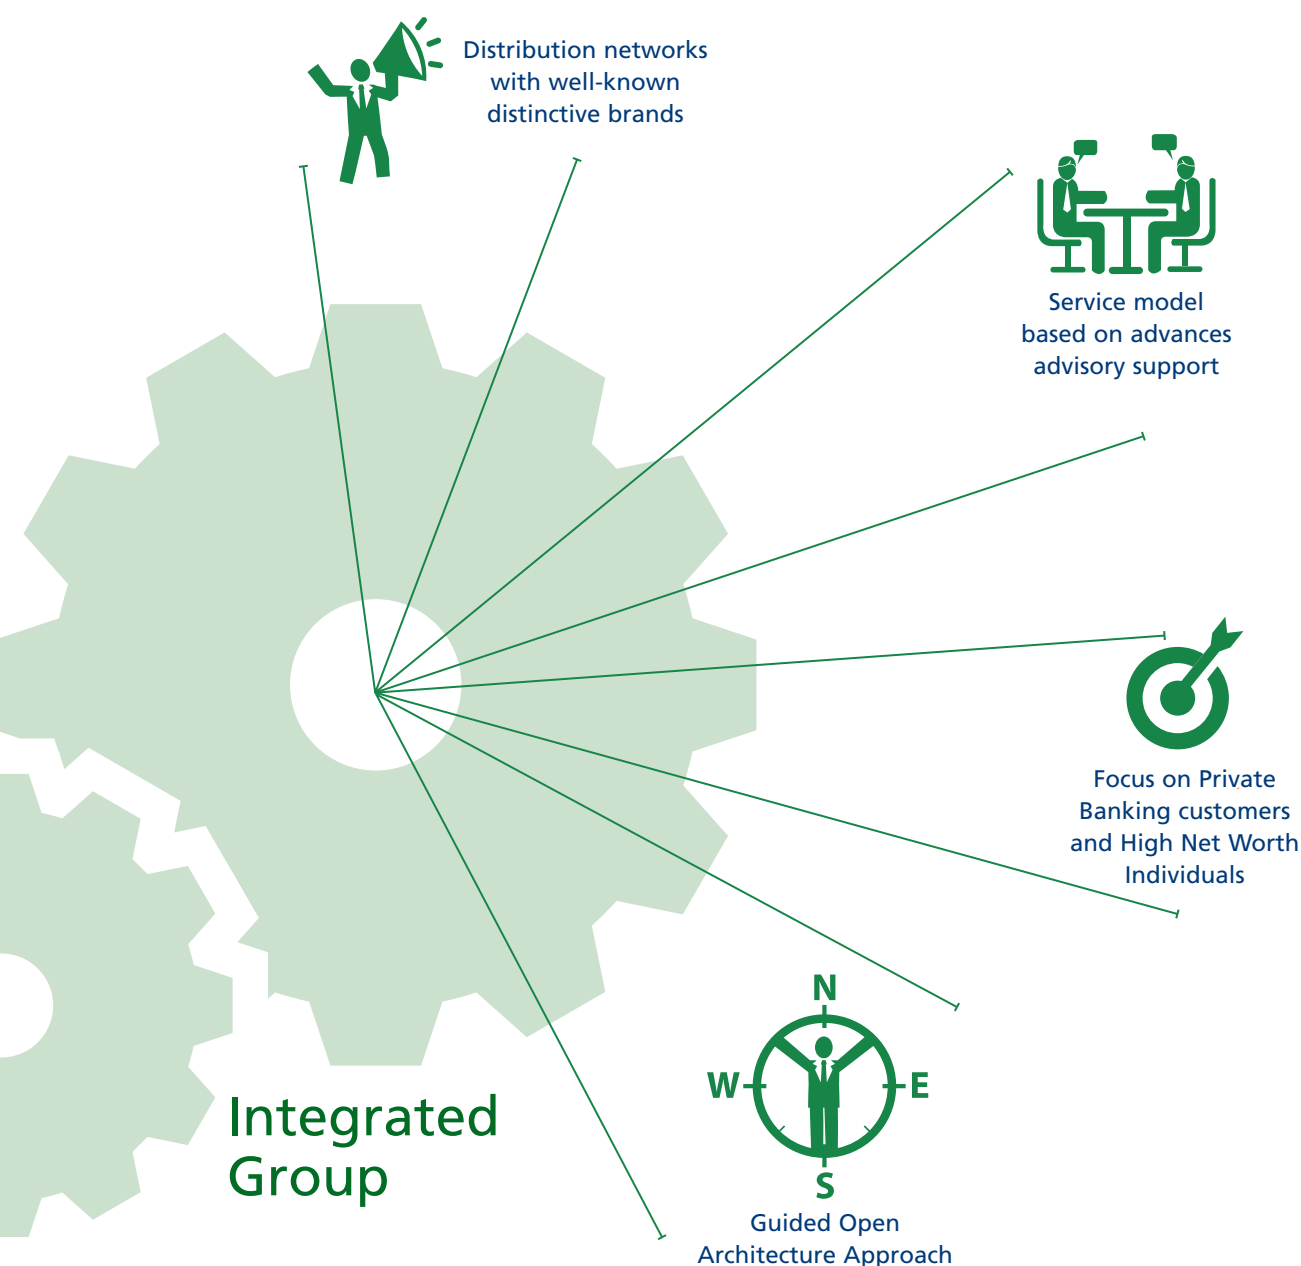 Distribution networks
with well-known
distinctive brands
Service model
based on advances
advisory support
Focus on Private
Banking customers
and High Net Worth
Individuals
N
W
E
S
Guided Open
Architecture Approach
Integrated
Group